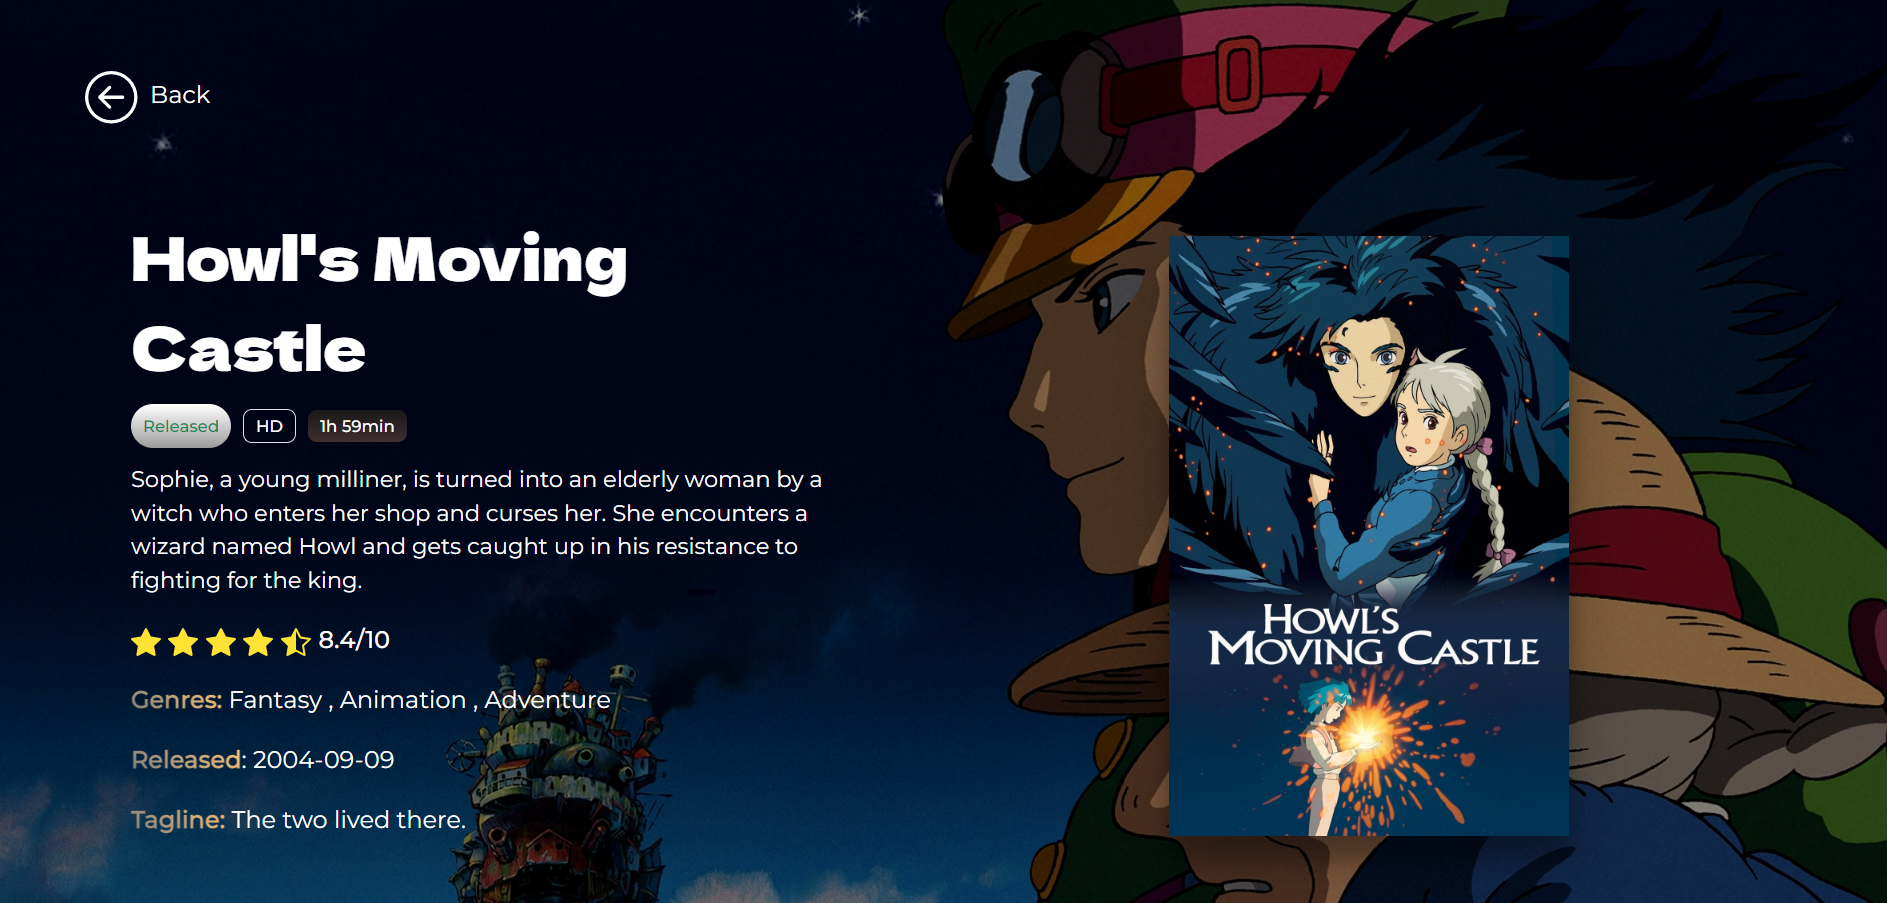 Back
Howl's Moving
Castle
Released HD 1h 59min
Sophie, a young milliner, is turned into an elderly woman by a
witch who enters her shop and curses her. She encounters a
wizard named Howl and gets caught up in his resistance to
fighting for the king.
8.4/10
Genres: Fantasy , Animation , Adventure
Released: 2004-09-09
Tagline: The two lived there.
HOWL'S
MOVING CASTLE